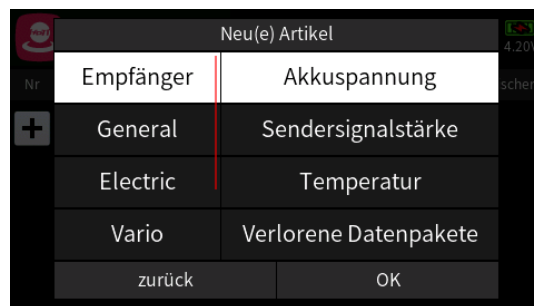 Neu(e) Artikel
4.20V
Nr
Empfänger
Akkuspannung
General
Sendersignalstärke
Electric
Temperatur
Vario
Verlorene Datenpakete
zurück
OK